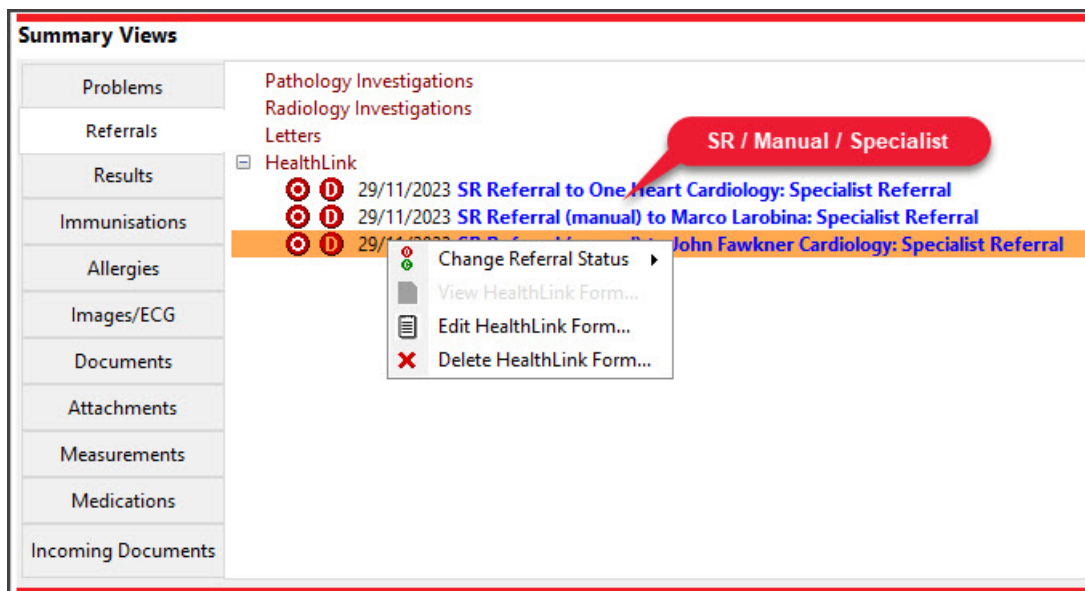 Summary Views
Problems
Referrals
Results
Immunisations
Allergies
Images/ECG
Documents
Attachments
Measurements
Medications
Incoming Documents
Pathology Investigations
Radiology Investigations
Letters
HealthLink
SR / Manual / Specialist
D 29/11/2023 SR Referral to One Heart Cardiology: Specialist Referral
D 29/11/2023 SR Referral (manual) to Marco Larobina: Specialist Referral
D 29/ John Fawkner Cardiology: Specialist Referral
Change Referral Status
View HealthLink Form...
Edit HealthLink Form...
Delete HealthLink Form...